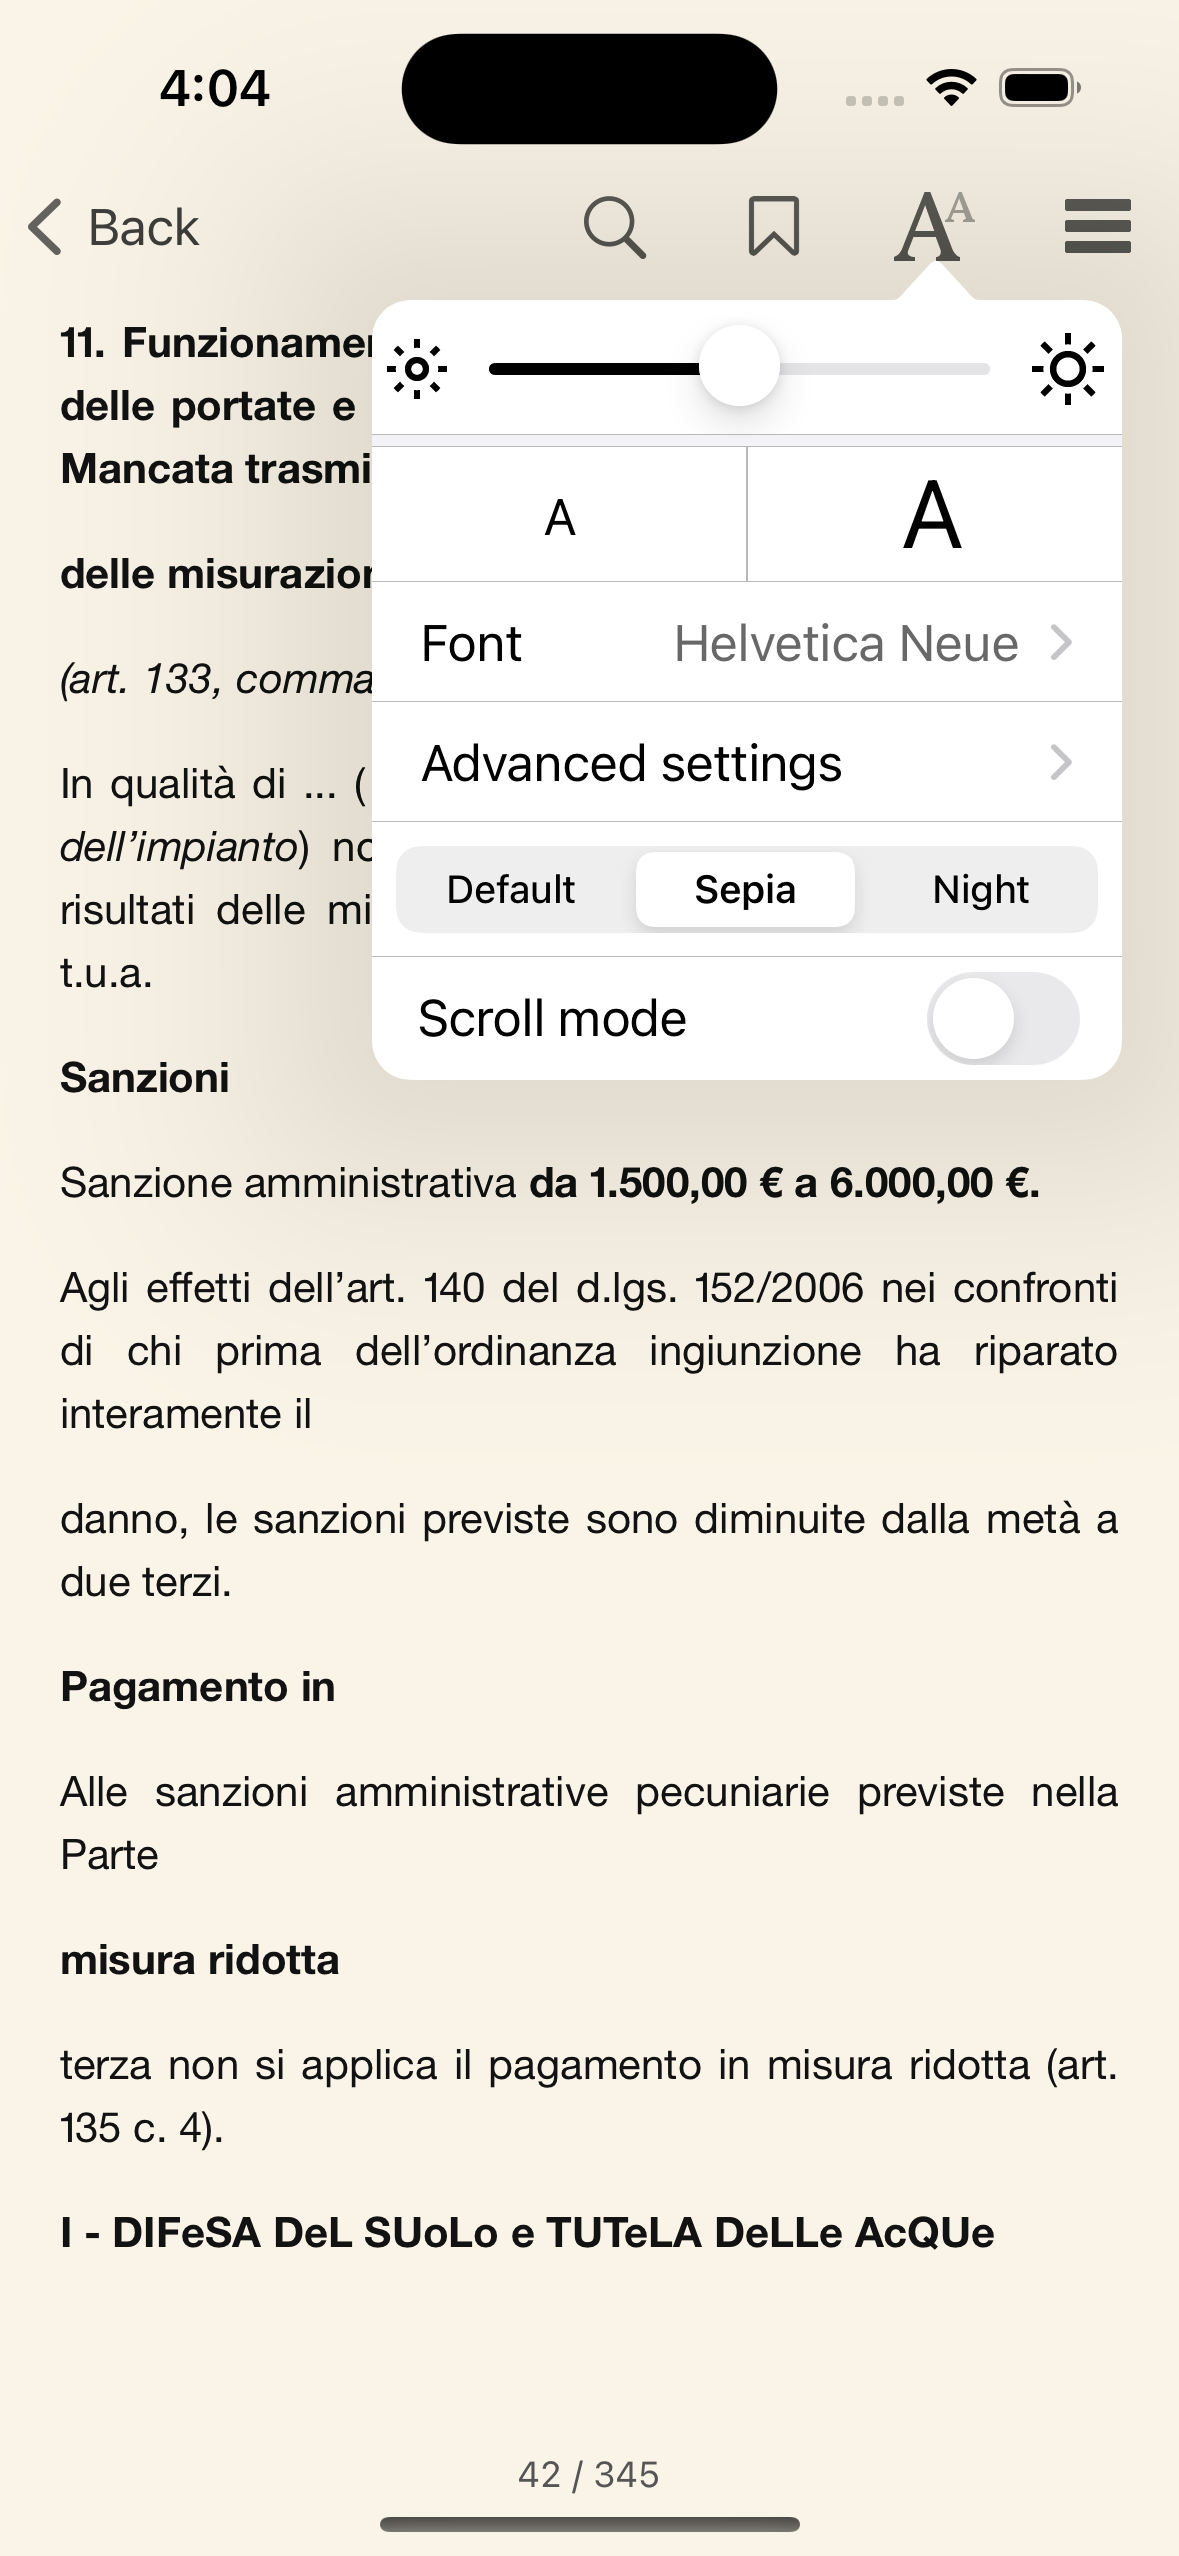 4:04
Back
A A
11. Funzionamen
delle portate e
Mancata trasmi
delle misurazion
(art. 133, comma
In qualità di ... (
dell’impianto) no
risultati delle mi
t.u.a.
A A
Font Helvetica Neue
Advanced settings
Default Sepia Night
Scroll mode
Sanzioni
Sanzione amministrativa da 1.500,00 € a 6.000,00 €.
Agli effetti dell’art. 140 del d.lgs. 152/2006 nei confronti
di chi prima dell’ordinanza ingiunzione ha riparato
interamente il
danno, le sanzioni previste sono diminuite dalla metà a
due terzi.
Pagamento in
Alle sanzioni amministrative pecuniarie previste nella
Parte
misura ridotta
terza non si applica il pagamento in misura ridotta (art.
135 c. 4).
I - DIFeSA DeL SUoLo e TUTeLA DeLLe AcQUe
42 / 345